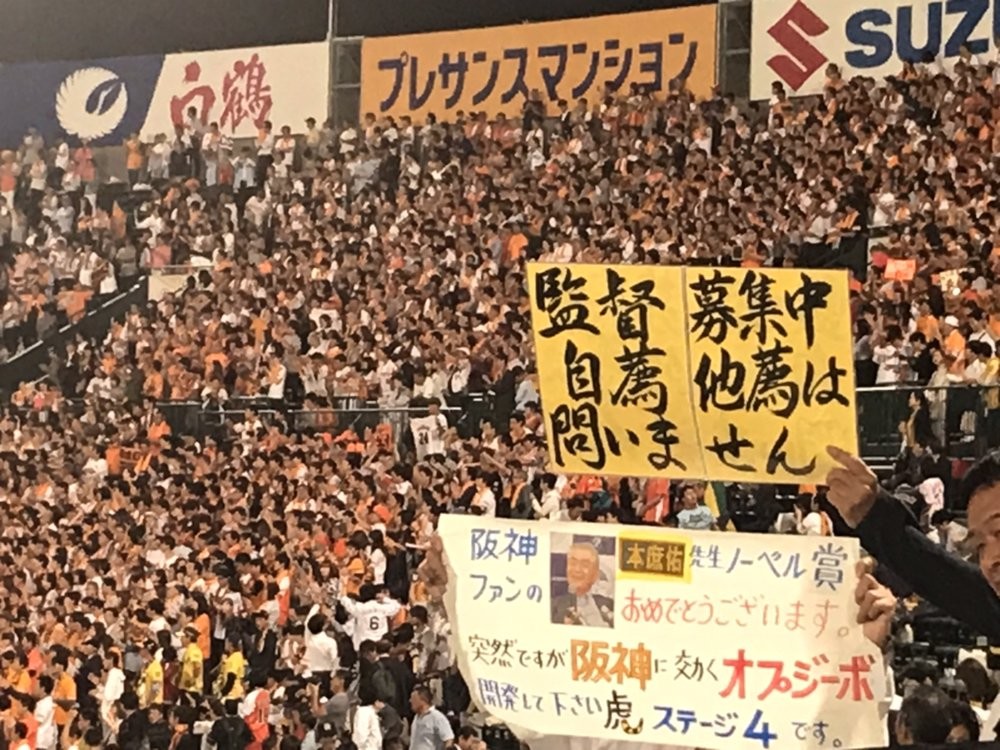 白鶴
プレサンスマンション
監督募集中
自薦他薦は
問いません
阪神ファンの
本庶佑先生ノーベル賞
おめでとうございます。
突然ですが阪神に効くオプジーボ
開発して下さい虎ステージ4です。
24
6